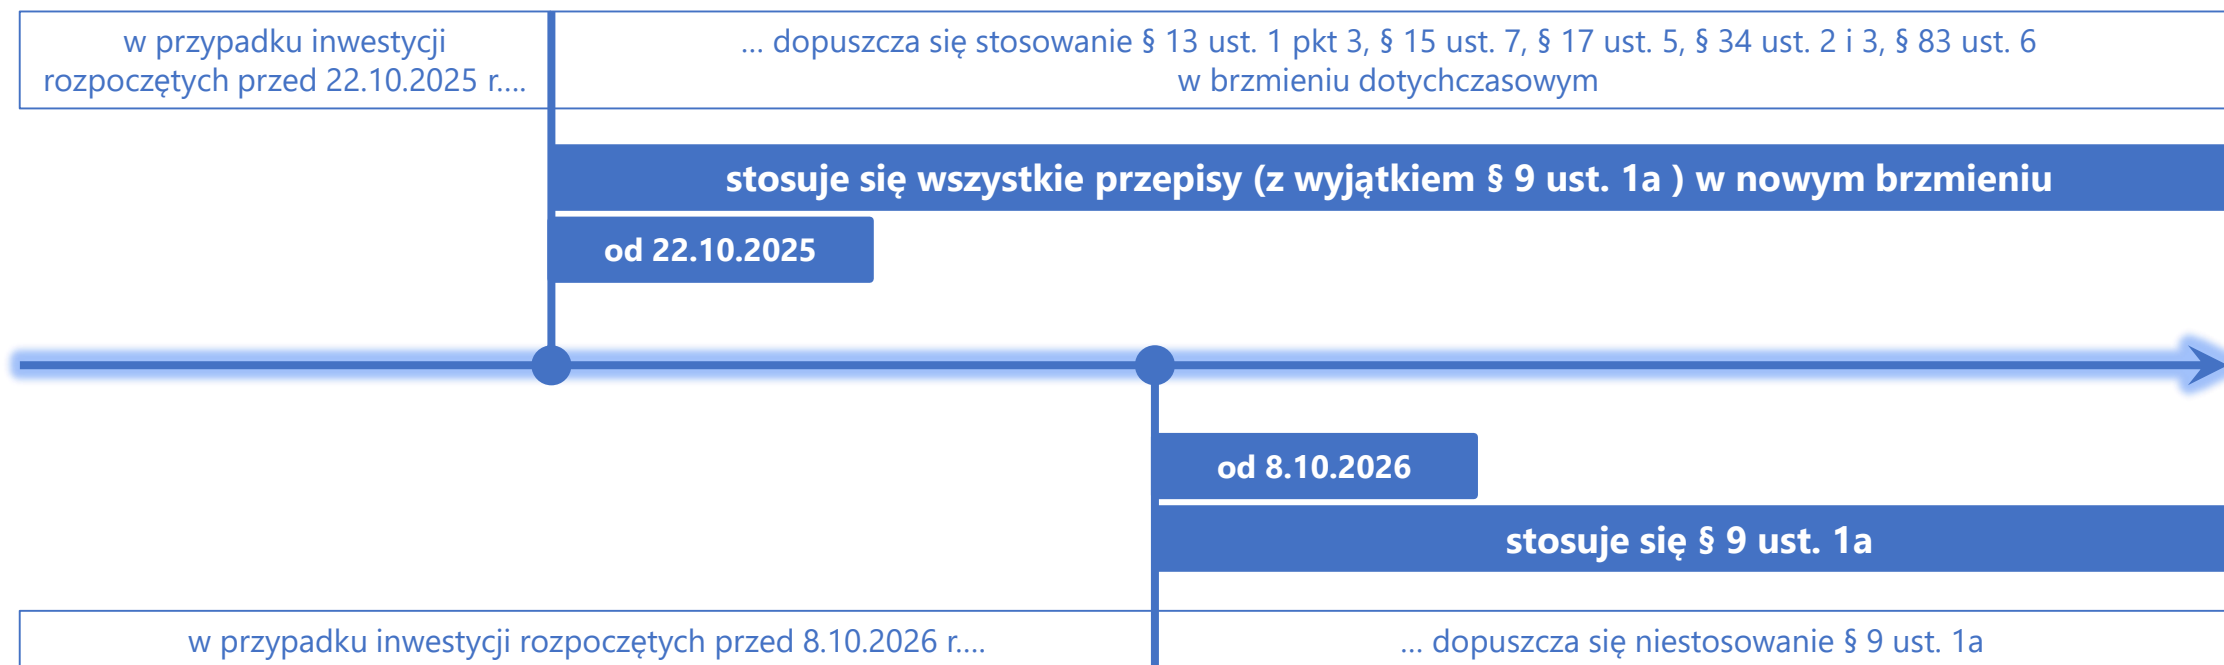 w przypadku inwestycji
rozpoczętych przed 22.10.2025 r....
... dopuszcza się stosowanie § 13 ust. 1 pkt 3, § 15 ust. 7, § 17 ust. 5, § 34 ust. 2 i 3, § 83 ust. 6
w brzmieniu dotychczasowym
stosuje się wszystkie przepisy (z wyjątkiem § 9 ust. 1a ) w nowym brzmieniu
od 22.10.2025
od 8.10.2026
stosuje się § 9 ust. 1a
w przypadku inwestycji rozpoczętych przed 8.10.2026 r....
... dopuszcza się niestosowanie § 9 ust. 1a